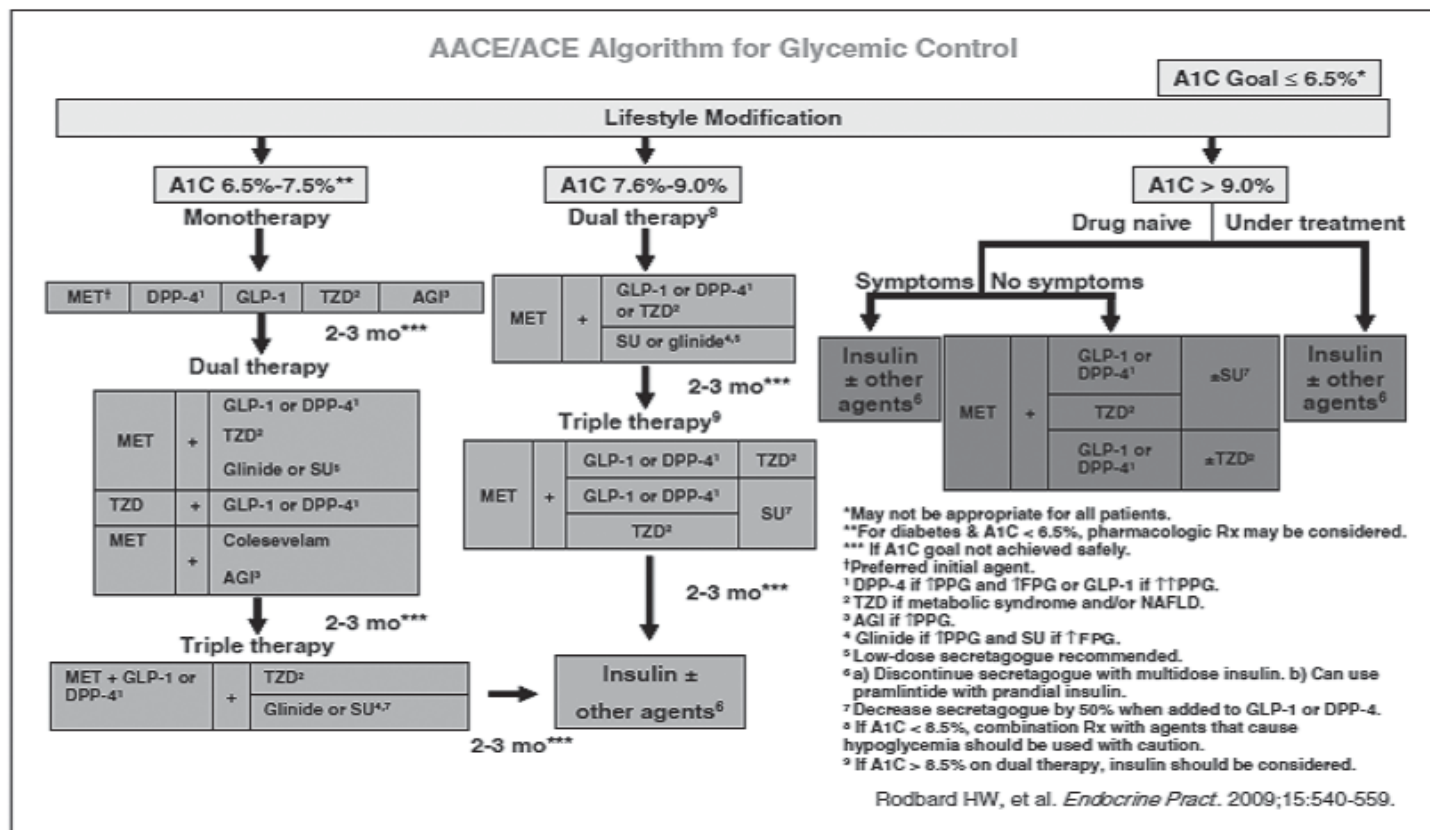 AACE/ACE Algorithm for Glycemic Control
A1C Goal ≤ 6.5%*
Lifestyle Modification
A1C 6.5%-7.5%**
Monotherapy
MET† DPP-4¹ GLP-1 TZD² AGI³
2-3 mo***
Dual therapy
MET + GLP-1 or DPP-4¹
TZD²
Glinide or SU⁵
TZD + GLP-1 or DPP-4¹
MET + Colesevelam
AGI³
2-3 mo***
Triple therapy
MET + GLP-1 or
DPP-4¹
+
TZD²
Glinide or SU⁴,⁷
2-3 mo***
A1C 7.6%-9.0%
Dual therapy⁸
MET + GLP-1 or DPP-4¹
or TZD²
SU or glinide⁴,⁵
2-3 mo***
Triple therapy⁹
MET + GLP-1 or DPP-4¹ TZD²
GLP-1 or DPP-4¹
TZD²
SU⁷
2-3 mo***
Insulin ±
other agents⁶
A1C > 9.0%
Drug naive Under treatment
Symptoms No symptoms
Insulin
± other
agents⁶
MET + GLP-1 or
DPP-4¹
TZD²
±SU⁷
GLP-1 or
DPP-4¹
±TZD²
Insulin
± other
agents⁶
*May not be appropriate for all patients.
**For diabetes & A1C < 6.5%, pharmacologic Rx may be considered.
*** If A1C goal not achieved safely.
†Preferred initial agent.
¹ DPP-4 if ↑PPG and ↑FPG or GLP-1 if ↑↑PPG.
² TZD if metabolic syndrome and/or NAFLD.
³ AGI if ↑PPG.
⁴ Glinide if ↑PPG and SU if ↑FPG.
⁵ Low-dose secretagogue recommended.
⁶ a) Discontinue secretagogue with multidose insulin. b) Can use
pramlintide with prandial insulin.
⁷ Decrease secretagogue by 50% when added to GLP-1 or DPP-4.
⁸ If A1C < 8.5%, combination Rx with agents that cause
hypoglycemia should be used with caution.
⁹ If A1C > 8.5% on dual therapy, insulin should be considered.
Rodbard HW, et al. Endocrine Pract. 2009;15:540-559.